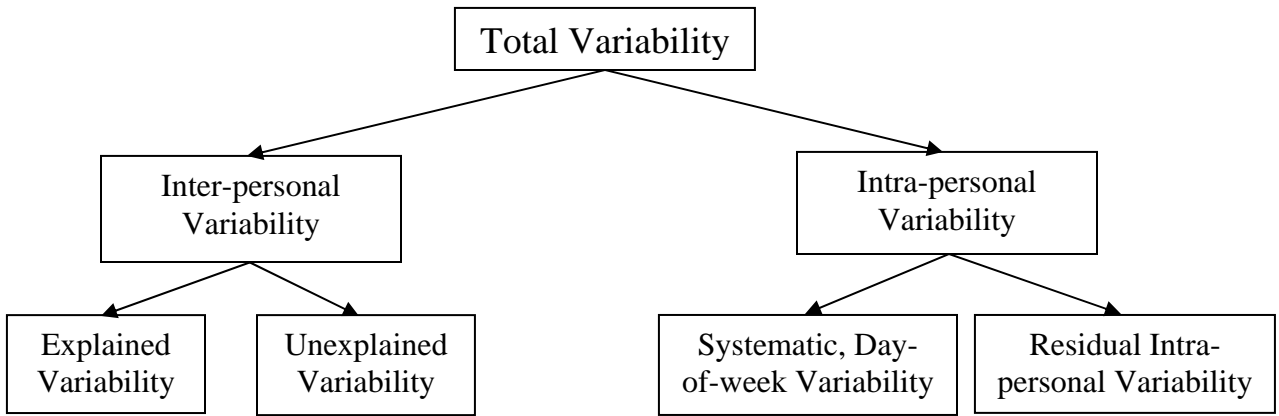 Total Variability
Inter-personal
Variability
Intra-personal
Variability
Explained
Variability
Unexplained
Variability
Systematic, Day-
of-week Variability
Residual Intra-
personal Variability